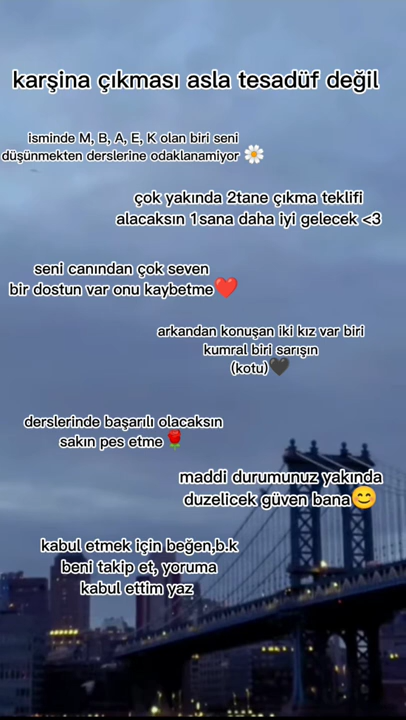 karşina çıkması asla tesadüf değil
isminde M, B, A, E, K olan biri seni
düşünmekten derslerine odaklanamiyor 🌼
çok yakında 2tane çıkma teklifi
alacaksın 1sana daha iyi gelecek <3
seni canından çok seven
bir dostun var onu kaybetme❤️
arkandan konuşan iki kız var biri
kumral biri sarışın
(kotu)🖤
derslerinde başarılı olacaksın
sakın pes etme🌹
maddi durumunuz yakında
duzelicek güven bana😊
kabul etmek için beğen,b.k
beni takip et, yoruma
kabul ettim yaz